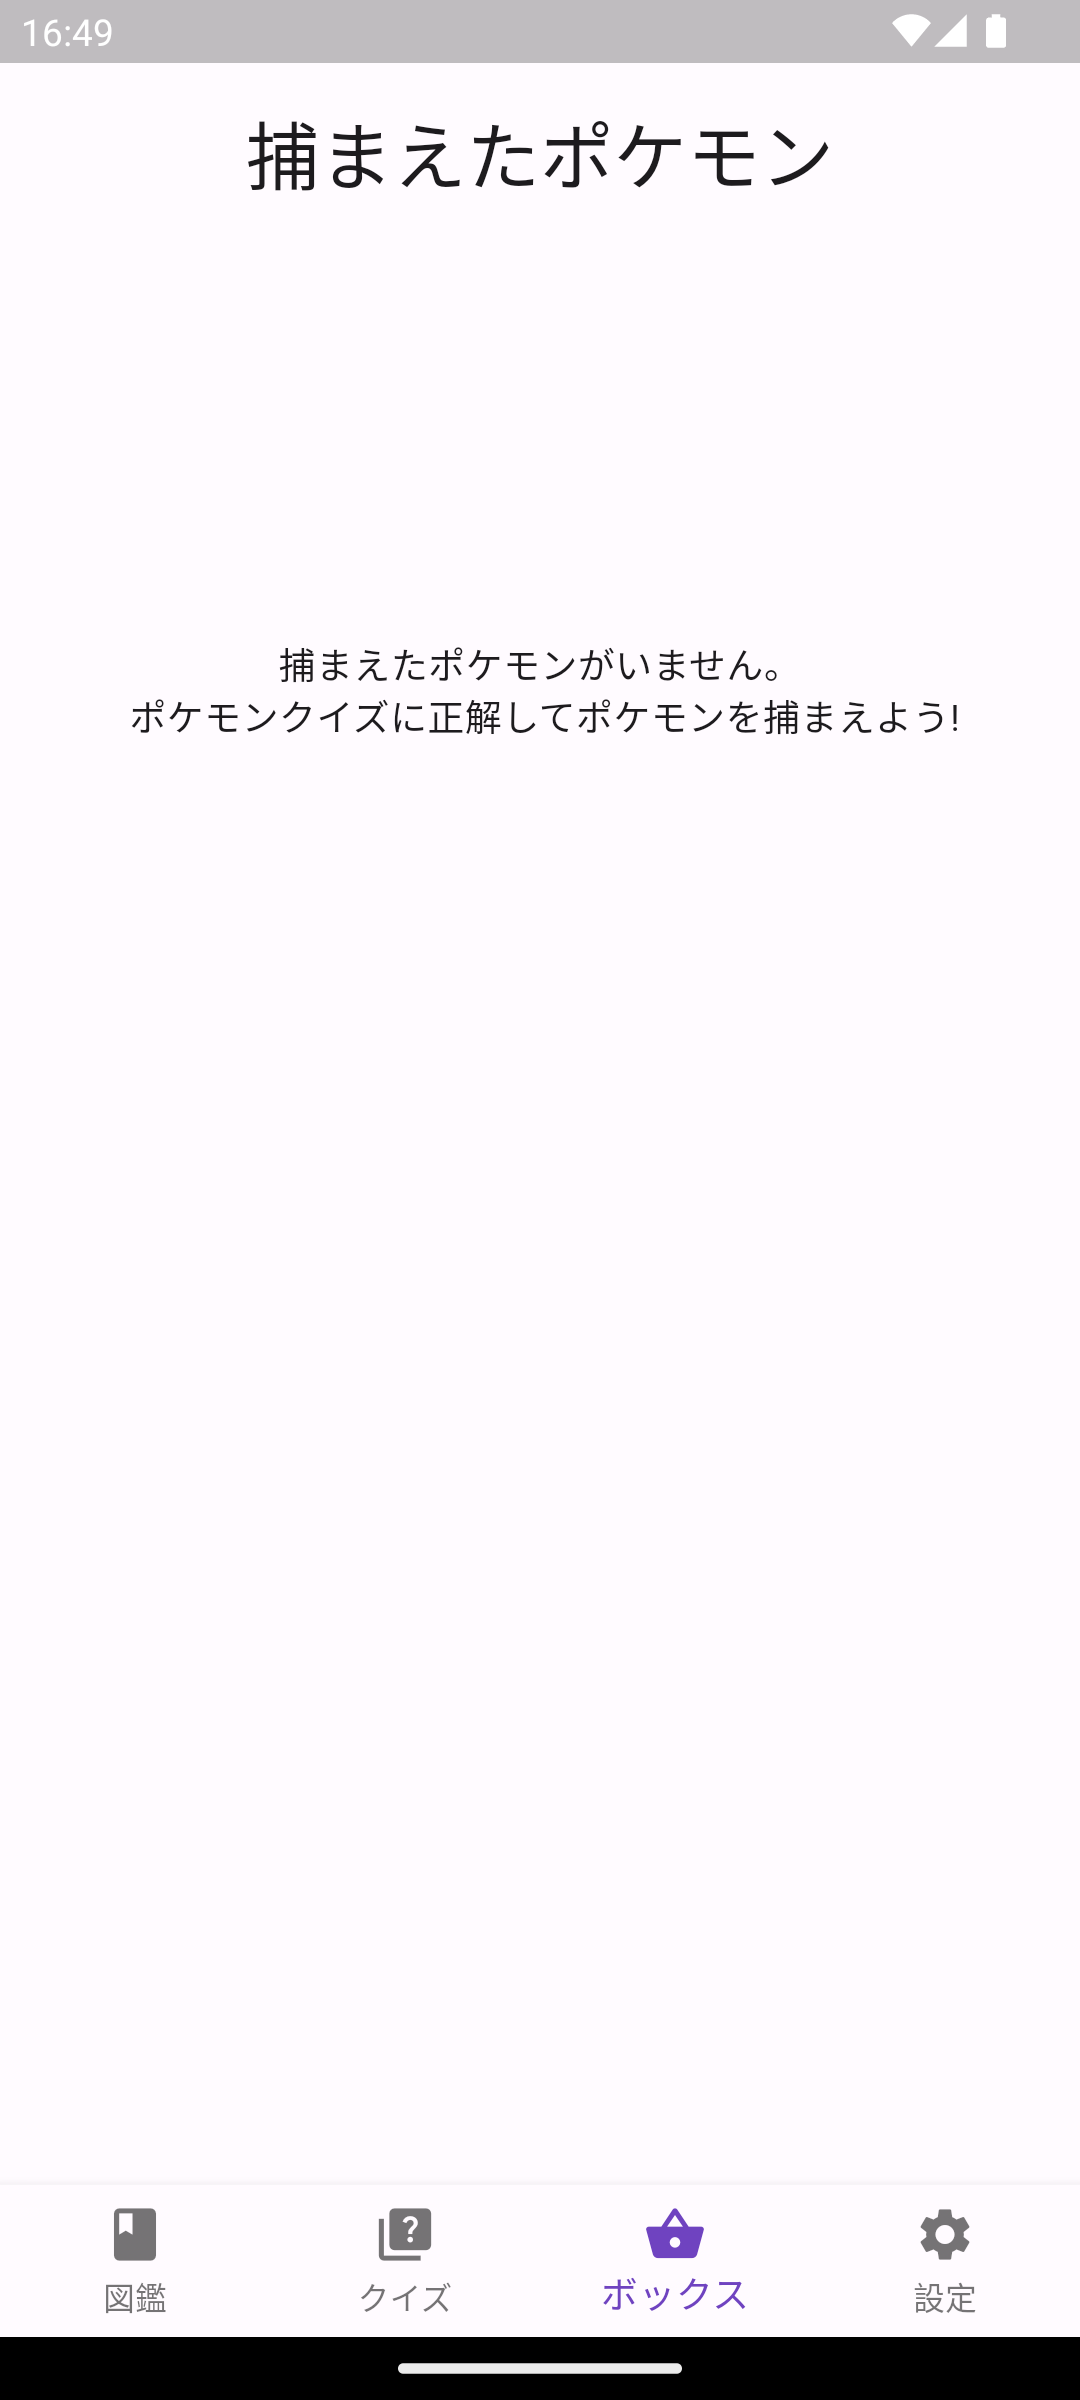 16:49
捕まえたポケモン
捕まえたポケモンがいません。
ポケモンクイズに正解してポケモンを捕まえよう!
?
図鑑
クイズ
ボックス
設定